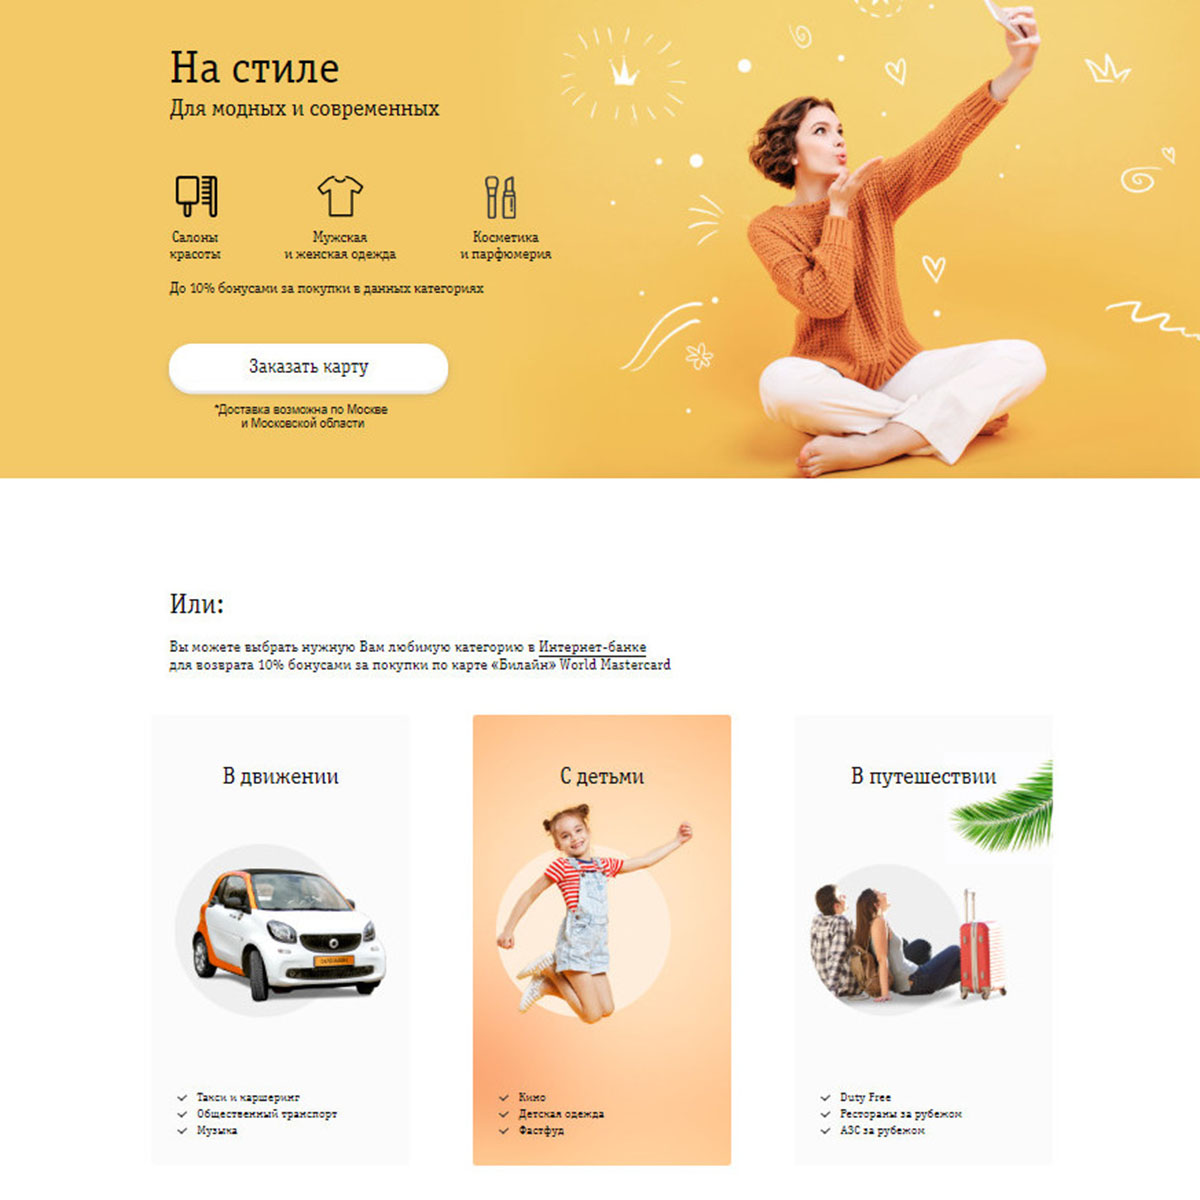 На стиле
Для модных и современных
Салоны
красоты
Мужская
и женская одежда
Косметика
и парфюмерия
До 10% бонусами за покупки в данных категориях
Заказать карту
*Доставка возможна по Москве
и Московской области
Или:
Вы можете выбрать нужную Вам любимую категорию в Интернет-банке
для возврата 10% бонусами за покупки по карте «Билайн» World Mastercard
В движении
С детьми
В путешествии
Такси и каршеринг
Общественный транспорт
Музыка
Кино
Детская одежда
Фастфуд
Duty Free
Рестораны за рубежом
АЗС за рубежом